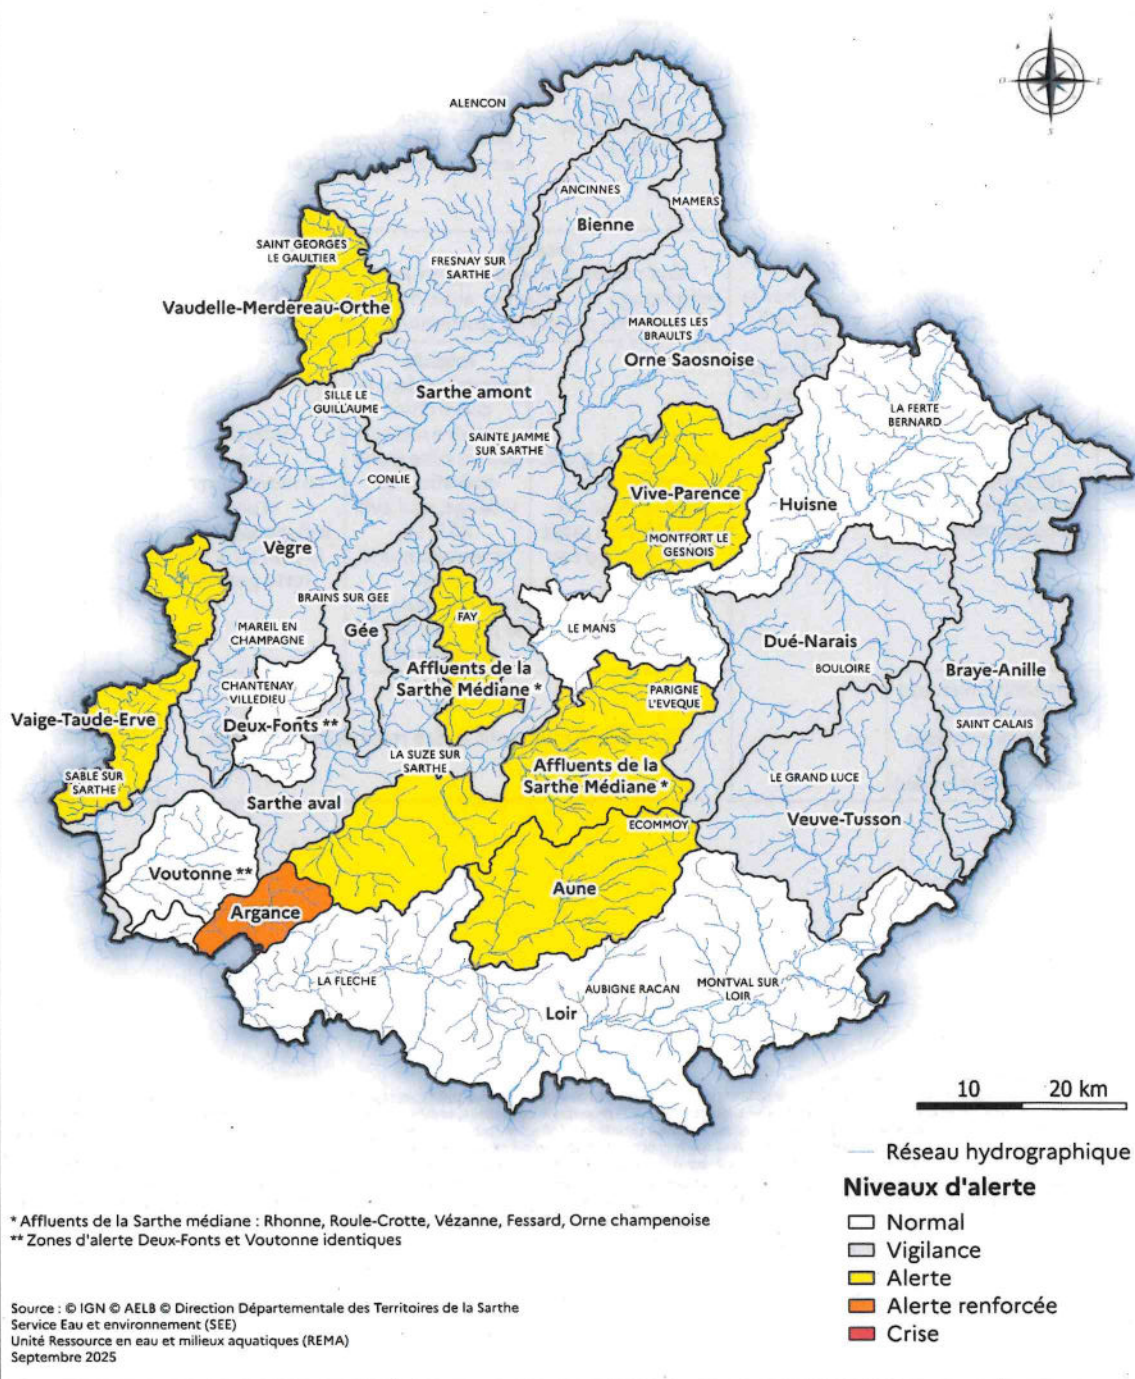 N
O
E
S
ALENCON
ANCINNES
MAMERS
Bienne
SAINT GEORGES
LE GAULTIER
FRESNAY SUR
SARTHE
Vaudelle-Merdereau-Orthe
MAROLLES LES
BRAULTS
Orne Saosnoise
Sarthe amont
SILLE LE
GUILLAUME
LA FERTE
BERNARD
SAINTE JAMME
SUR SARTHE
CONLIE
Vive-Parence
Huisne
MONTFORT LE
GESNOIS
Vègre
BRAINS SUR GEE
FAY
MAREIL EN
CHAMPAGNE
Gée
LE MANS
Dué-Narais
BOULOIRE
Braye-Anille
Affluents de la
Sarthe Médiane *
CHANTENAY
VILLEDIEU
PARIGNE
L'EVEQUE
Vaige-Taude-Erve
Deux-Fonts **
SAINT CALAIS
LA SUZE SUR
SARTHE
Affluents de la
Sarthe Médiane *
SABLE SUR
SARTHE
LE GRAND LUCE
Sarthe aval
ECOMMOY
Veuve-Tusson
Voutonne **
Aune
Argance
LA FLECHE
AUBIGNE RACAN
MONTVAL SUR
LOIR
Loir
10 20 km
Réseau hydrographique
Niveaux d'alerte
Normal
Vigilance
Alerte
Alerte renforcée
Crise
* Affluents de la Sarthe médiane : Rhonne, Roule-Crotte, Vézanne, Fessard, Orne champenoise
** Zones d'alerte Deux-Fonts et Voutonne identiques
Source : © IGN © AELB © Direction Départementale des Territoires de la Sarthe
Service Eau et environnement (SEE)
Unité Ressource en eau et milieux aquatiques (REMA)
Septembre 2025